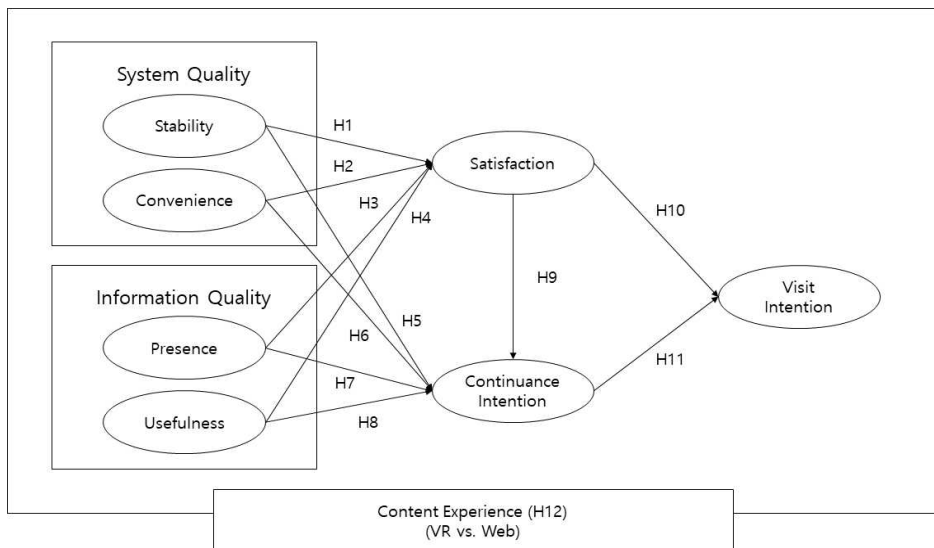 System Quality
Stability
Convenience
Information Quality
Presence
Usefulness
H1
H2
H3
H4
H5
H6
H7
H8
Satisfaction
H9
Continuance
Intention
H10
H11
Visit
Intention
Content Experience (H12)
(VR vs. Web)